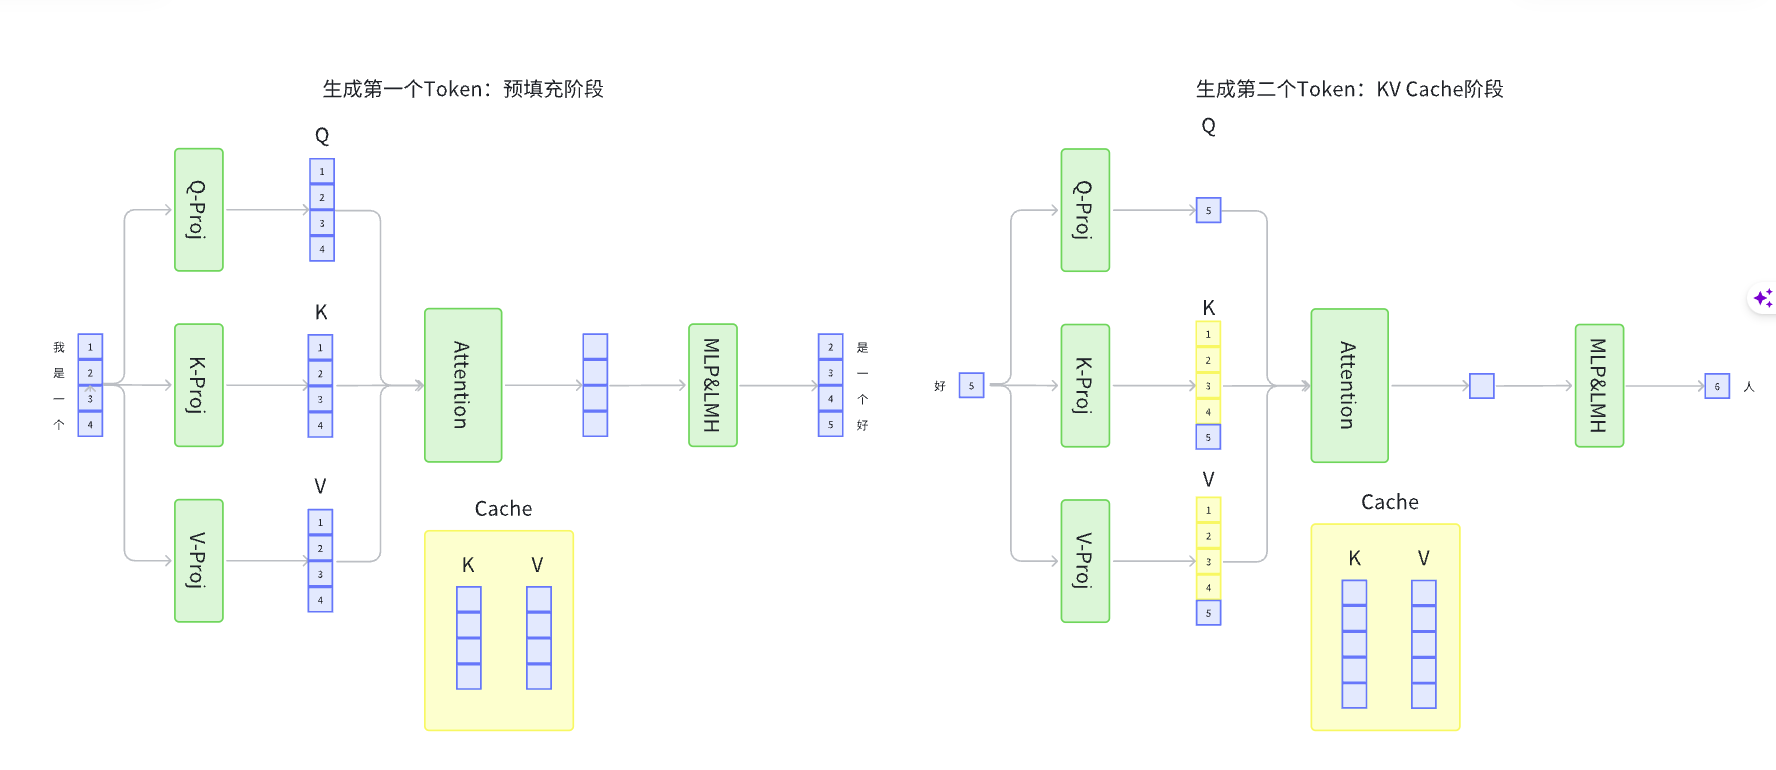 生成第一个Token：预填充阶段
Q
Q-Proj
1
2
3
4
K
K-Proj
1
2
3
4
V
V-Proj
1
2
3
4
我
1
是
2
一
3
个
4
Attention
MLP&LMH
2
是
3
一
4
个
5
好
Cache
K
V
生成第二个Token：KV Cache阶段
Q
Q-Proj
5
K
K-Proj
1
2
3
4
5
V
V-Proj
1
2
3
4
5
好
5
Attention
MLP&LMH
6
人
Cache
K
V